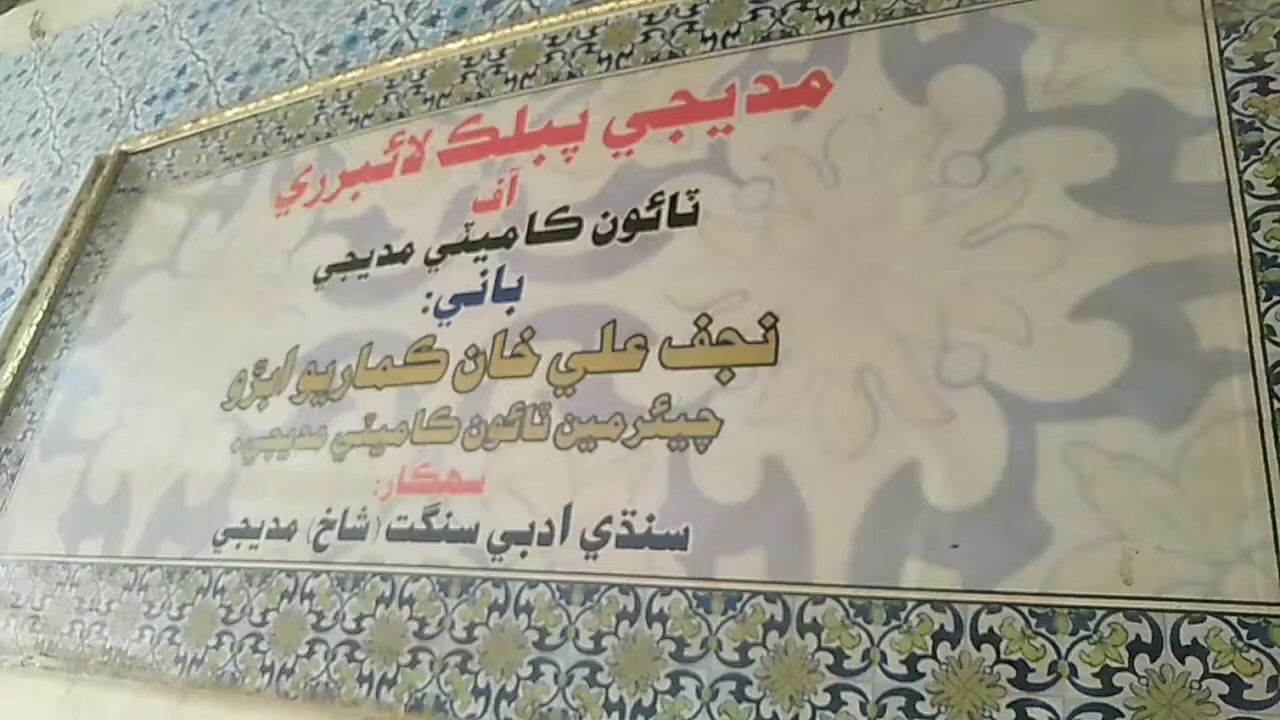 مديجي پبلڪ لائبرري
آف
ٽائون ڪاميٽي مديجي
باني:
نجف علي خان ڪماريو ابڙو
چيئرمين ٽائون ڪاميٽي مديجي،
سهڪار:
سنڌي ادبي سنگت (شاخ) مديجي